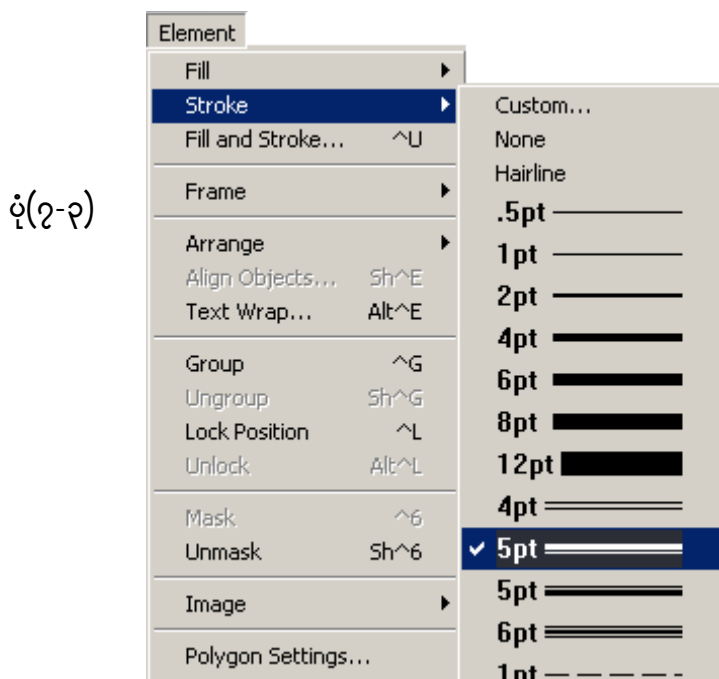 Element
Fill
Stroke
Fill and Stroke... ^U
Frame
Arrange
Align Objects... Sh^E
Text Wrap... Alt^E
Group ^G
Ungroup Sh^G
Lock Position ^L
Unlock Alt^L
Mask ^6
Unmask Sh^6
Image
Polygon Settings...
Custom...
None
Hairline
.5pt
1pt
2pt
4pt
6pt
8pt
12pt
4pt
5pt
5pt
6pt
1pt
ပုံ(၇-၃)